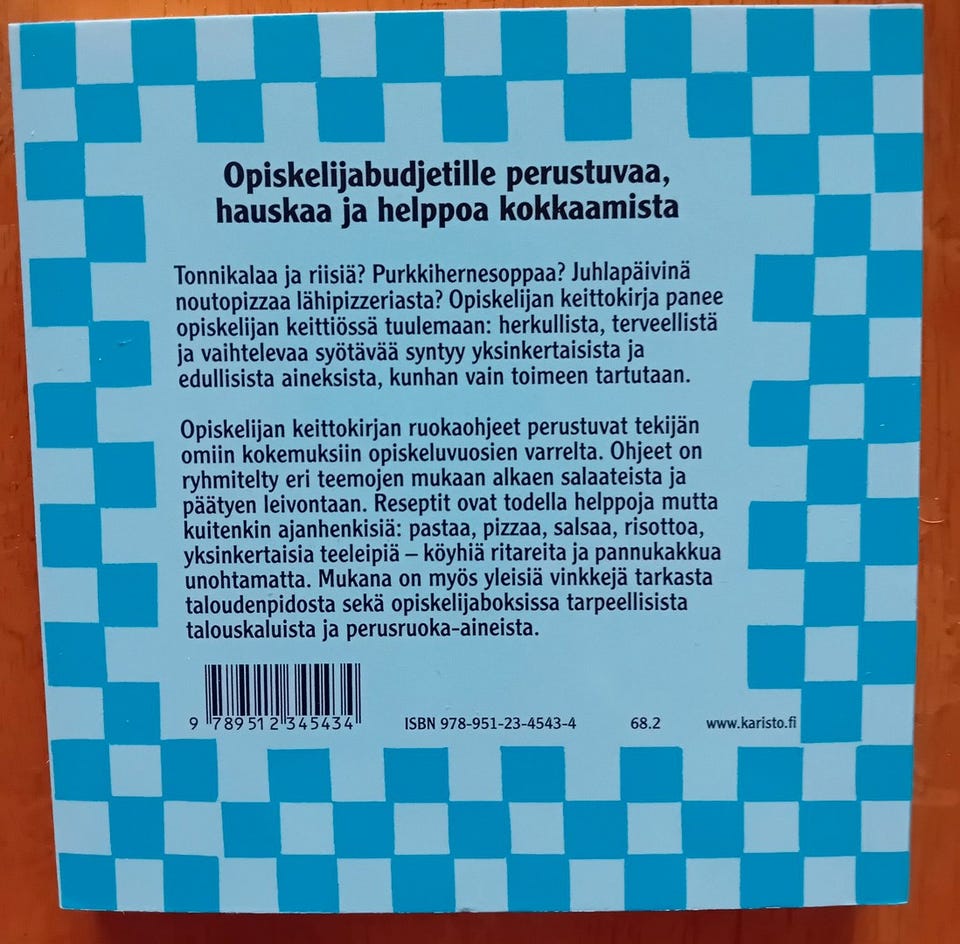 Opiskelijabudjetille perustuvaa,
hauskaa ja helppoa kokkaamista
Tonnikalaa ja riisiä? Purkkihernesoppaa? Juhlapäivinä
noutopizzaa lähipizzeriasta? Opiskelijan keittokirja panee
opiskelijan keittiössä tuulemaan: herkullista, terveellistä
ja vaihtelevaa syötävää syntyy yksinkertaisista ja
edullisista aineksista, kunhan vain toimeen tartutaan.
Opiskelijan keittokirjan ruokaohjeet perustuvat tekijän
omiin kokemuksiin opiskeluvuosien varrelta. Ohjeet on
ryhmitelty eri teemojen mukaan alkaen salaateista ja
päätyen leivontaan. Reseptit ovat todella helppoja mutta
kuitenkin ajanhenkisiä: pastaa, pizzaa, salsaa, risottoa,
yksinkertaisia teeleipiä – köyhiä ritareita ja pannukakkua
unohtamatta. Mukana on myös yleisiä vinkkejä tarkasta
taloudenpidosta sekä opiskelijaboksissa tarpeellisista
talouskaluista ja perusruoka-aineista.
9 789512 345434 ISBN 978-951-23-4543-4 68.2 www.karisto.fi